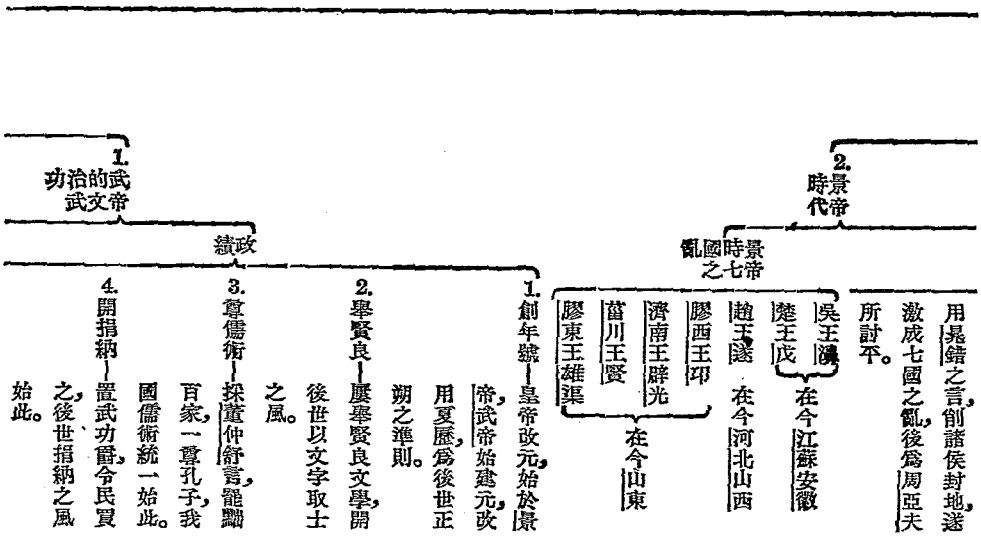 2.景帝
時代
用晁錯之言,削諸侯封地,遂
激成七國之亂,後爲周亞夫
所討平。
景帝時國亂
之七
吳王濞
楚王戊
在今江蘇安徽
趙王遂 在今河北山西
膠西王卭
濟南王辟光
菑川王賢
膠東王雄渠
在今山東
1.武帝
的文治
武功
政績
1.創年號—皇帝改元,始於景
帝,武帝始建元,改
用夏歷,爲後世正
朔之準則。
2.舉賢良—屢舉賢良文學,開
後世以文字取士
之風。
3.尊儒術—採董仲舒言,罷黜
百家,一尊孔子,我
國儒術統一始此。
4.開捐納—置武功爵,令民買
之,後世捐納之風
始此。